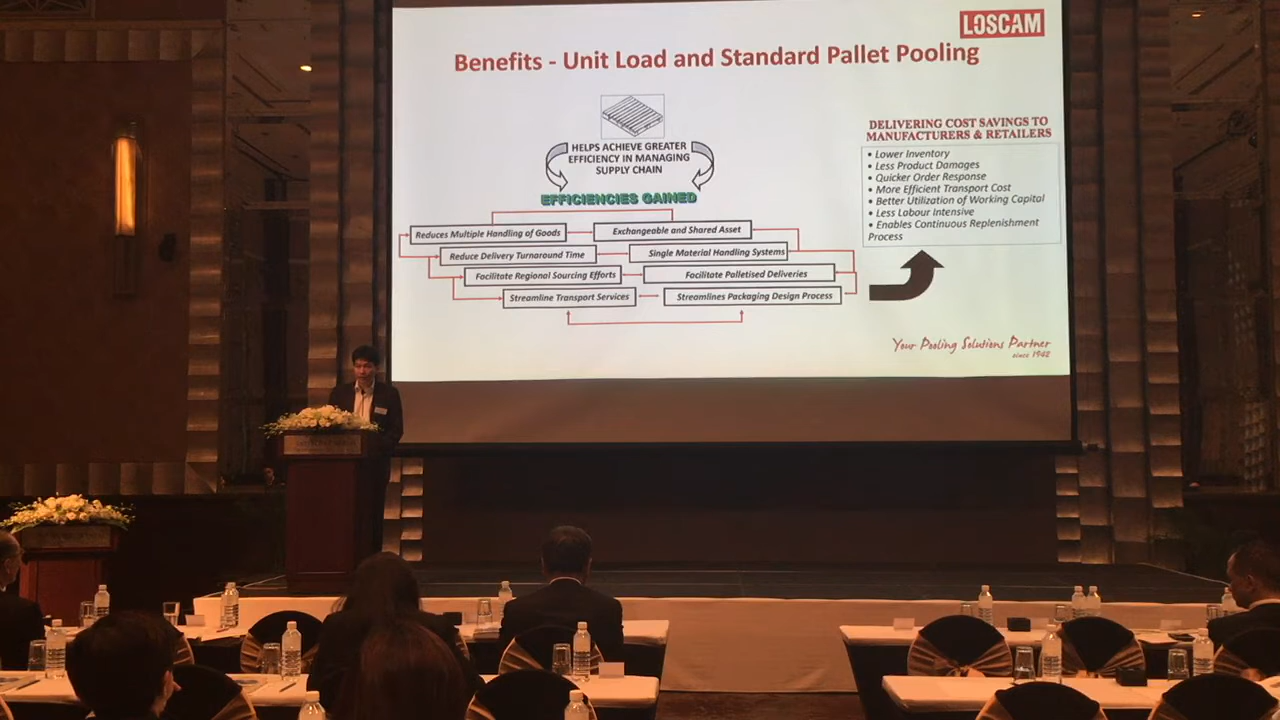 LOSCAM
Benefits - Unit Load and Standard Pallet Pooling
HELPS ACHIEVE GREATER
EFFICIENCY IN MANAGING
SUPPLY CHAIN
EFFICIENCIES GAINED
Reduces Multiple Handling of Goods
Exchangeable and Shared Asset
Reduce Delivery Turnaround Time
Single Material Handling Systems
Facilitate Regional Sourcing Efforts
Facilitate Palletised Deliveries
Streamline Transport Services
Streamlines Packaging Design Process
DELIVERING COST SAVINGS TO
MANUFACTURERS & RETAILERS
• Lower Inventory
• Less Product Damages
• Quicker Order Response
• More Efficient Transport Cost
• Better Utilization of Working Capital
• Less Labour Intensive
• Enables Continuous Replenishment
Process
Your Pooling Solutions Partner
since 1942